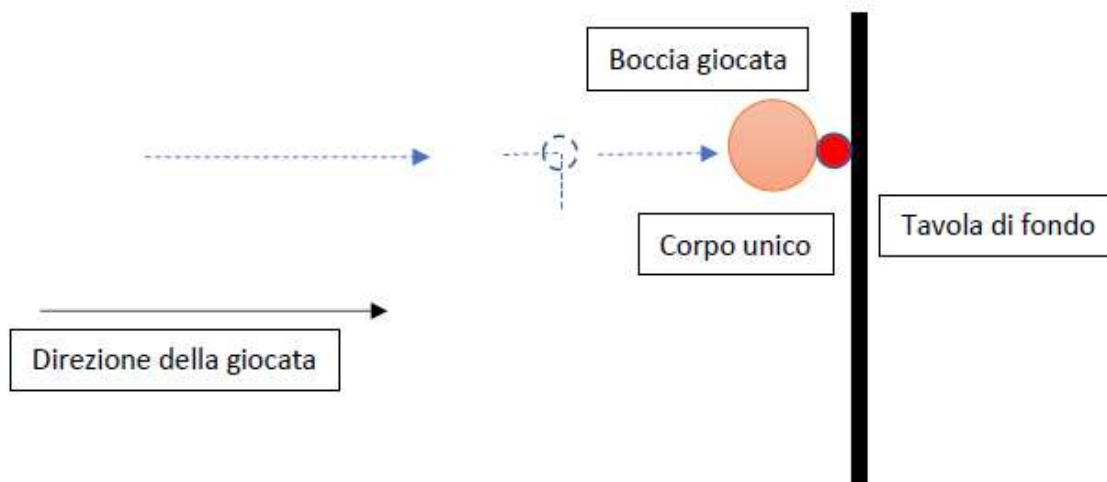 Boccia giocata
Corpo unico
Tavola di fondo
Direzione della giocata